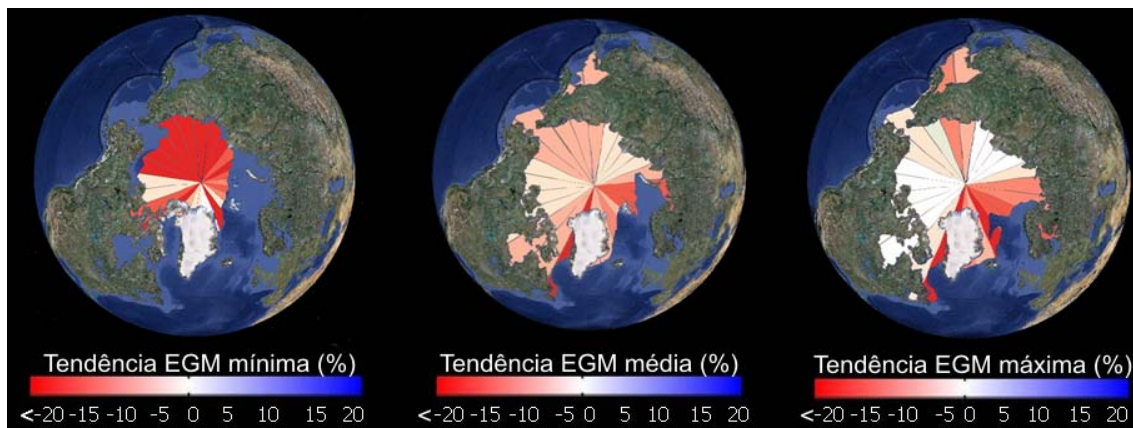 Tendência EGM mínima (%)
<-20 -15 -10 -5 0 5 10 15 20
Tendência EGM média (%)
<-20 -15 -10 -5 0 5 10 15 20
Tendência EGM máxima (%)
<-20 -15 -10 -5 0 5 10 15 20